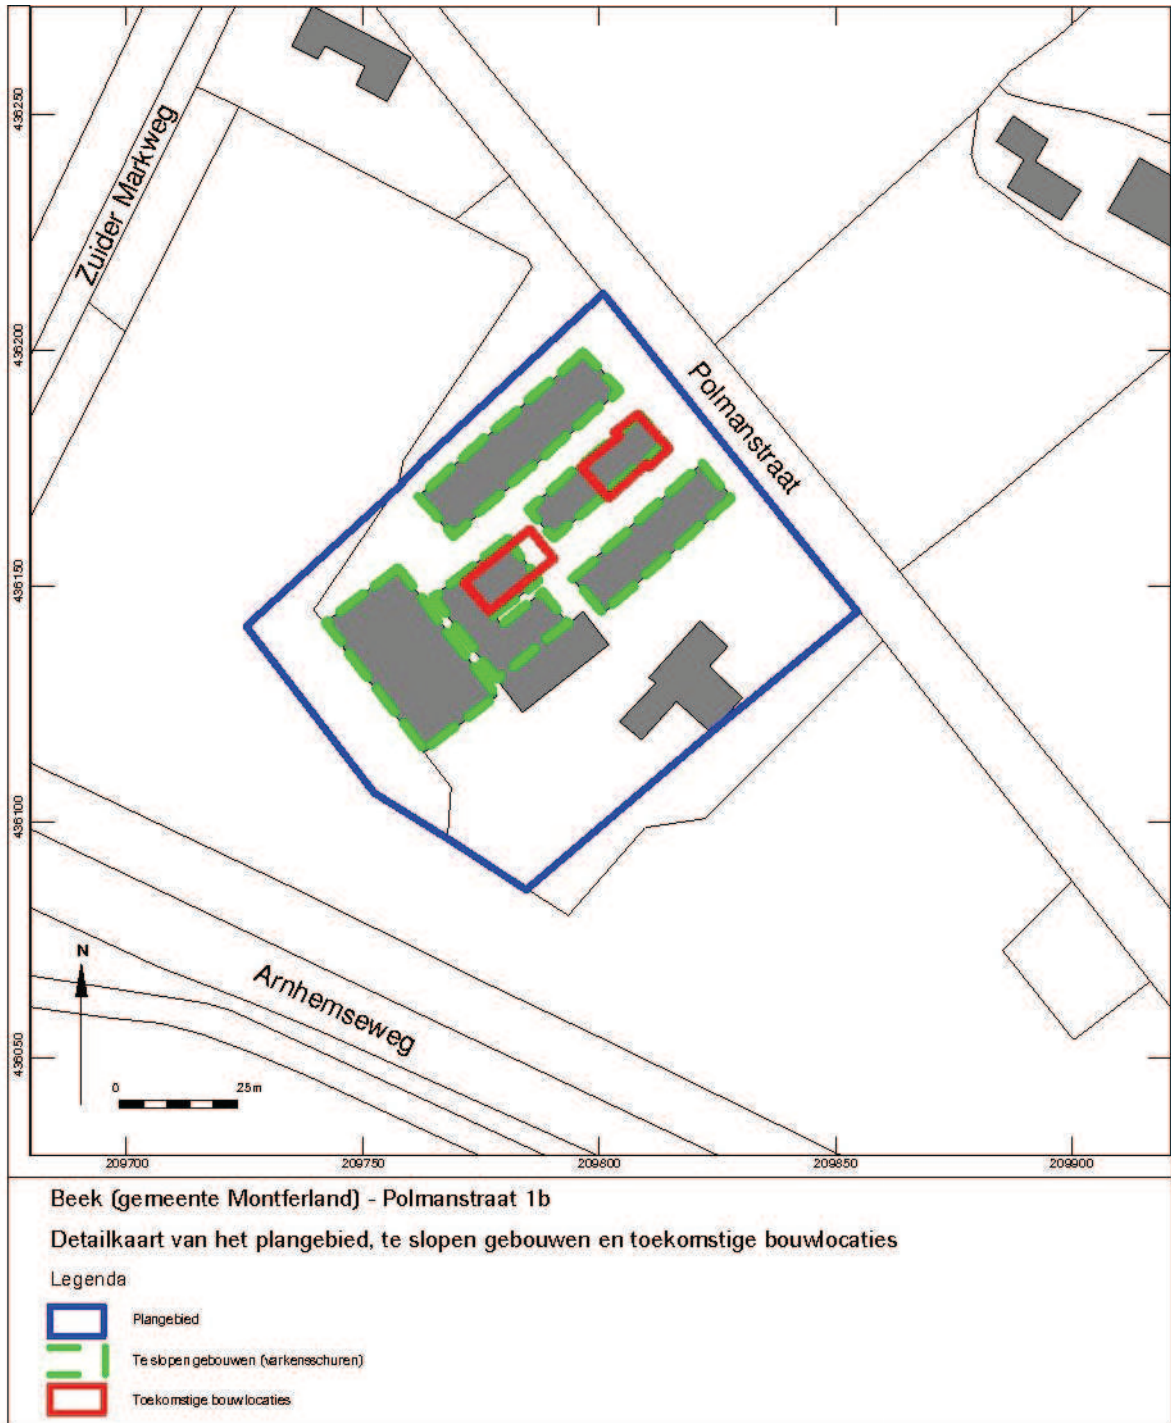 Zuider Markweg
Polmanstraat
Arnhemseweg
N
0 25m
436250
436200
436150
436100
436050
209700 209750 209800 209850 209900
Beek (gemeente Montferland) - Polmanstraat 1b
Detailkaart van het plangebied, te slopen gebouwen en toekomstige bouwlocaties
Legenda
Plangebied
Te slopen gebouwen (varkensschuren)
Toekomstige bouwlocaties